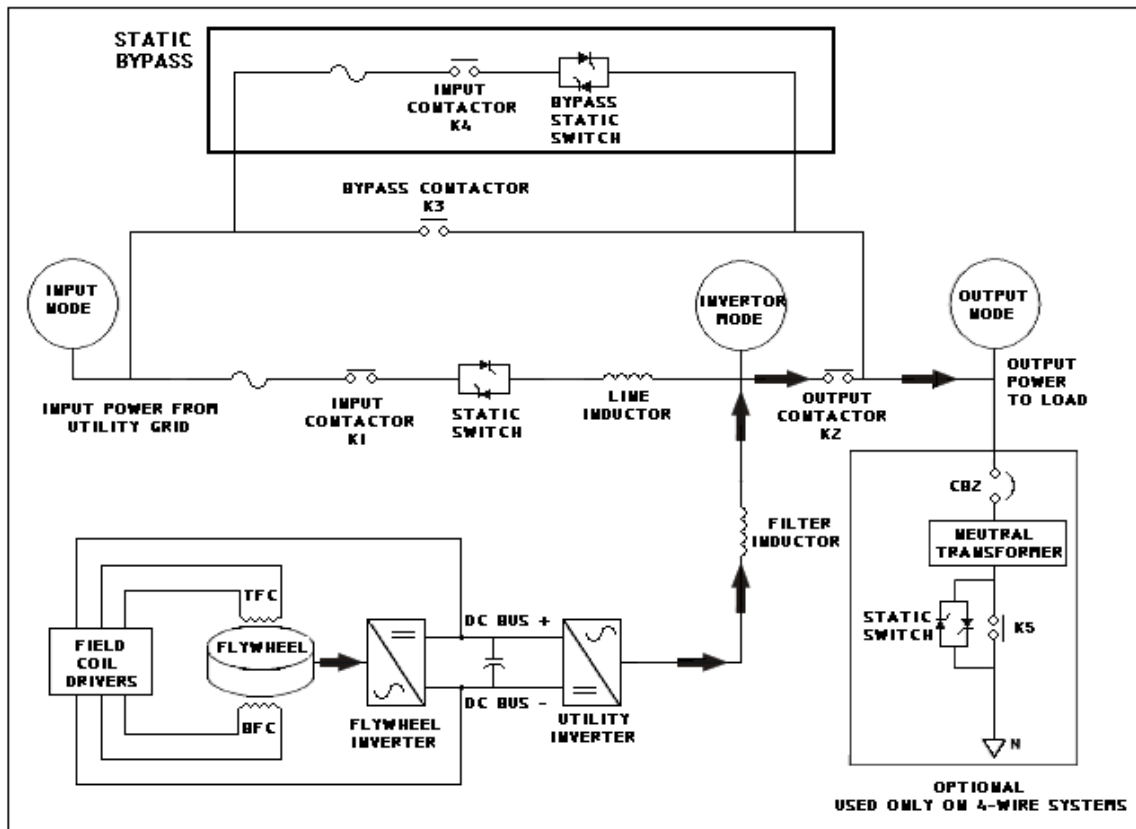 STATIC
BYPASS
INPUT
CONTACTOR
K4
BYPASS
STATIC
SWITCH
BYPASS CONTACTOR
K3
INPUT
NODE
INVERTOR
NODE
OUTPUT
NODE
INPUT POWER FROM
UTILITY GRID
INPUT
CONTACTOR
K1
STATIC
SWITCH
LINE
INDUCTOR
OUTPUT
CONTACTOR
K2
OUTPUT
POWER
TO LOAD
CB2
NEUTRAL
TRANSFORMER
STATIC
SWITCH
K5
N
OPTIONAL
USED ONLY ON 4-WIRE SYSTEMS
FILTER
INDUCTOR
TFC
FLYWHEEL
BFC
FIELD
COIL
DRIVERS
FLYWHEEL
INVERTER
DC BUS +
DC BUS -
UTILITY
INVERTER